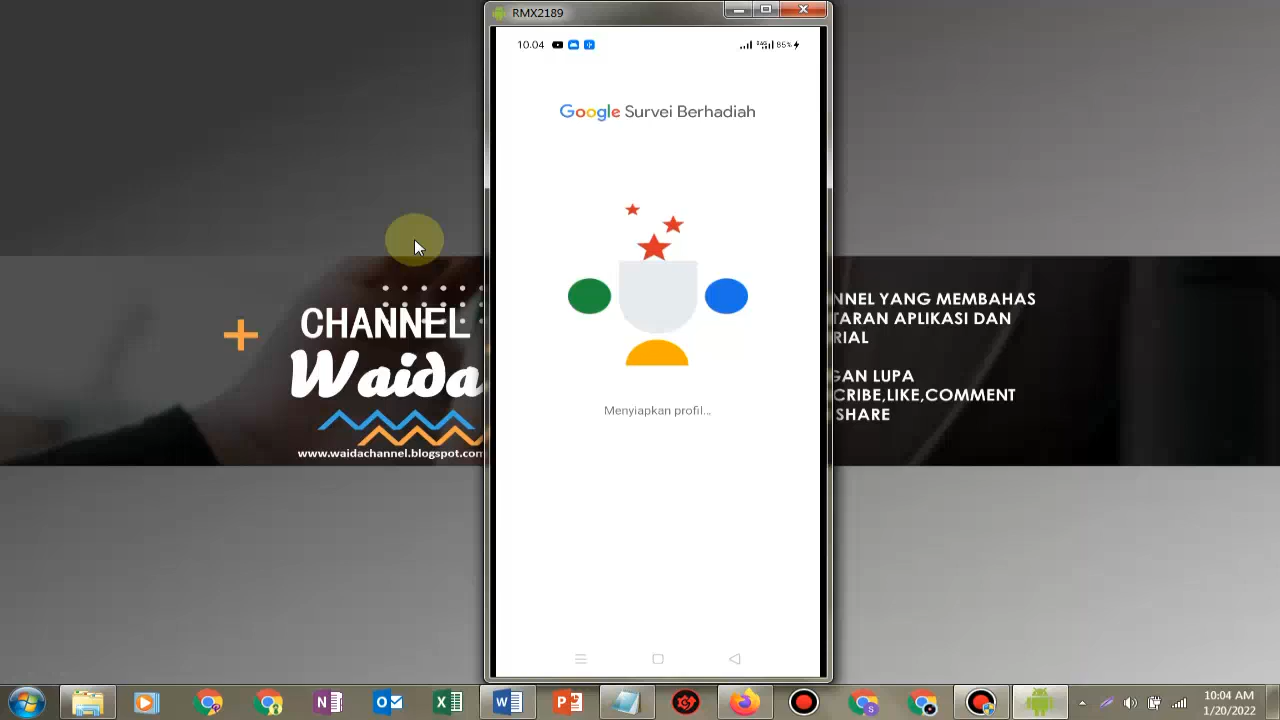 RMX2189
10.04
85%
Google Survei Berhadiah
Menyiapkan profil...
+ CHANNEL
Waida
www.waidachannel.blogspot.com
NNEL YANG MEMBAHAS
TARAN APLIKASI DAN
RIAL
GAN LUPA
CRIBE,LIKE,COMMENT
SHARE
10:04 AM
1/20/2022